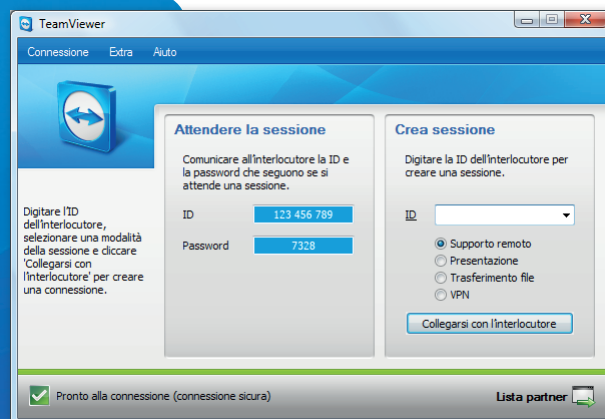 TeamViewer
Connessione Extra Aiuto
Digitare l'ID
dell'interlocutore,
selezionare una modalità
della sessione e cliccare
'Collegarsi con
l'interlocutore' per creare
una connessione.
Attendere la sessione
Comunicare all'interlocutore la ID e
la password che seguono se si
attende una sessione.
ID 123 456 789
Password 7328
Crea sessione
Digitare la ID dell'interlocutore per
creare una sessione.
ID
Supporto remoto
Presentazione
Trasferimento file
VPN
Collegarsi con l'interlocutore
Pronto alla connessione (connessione sicura)
Lista partner